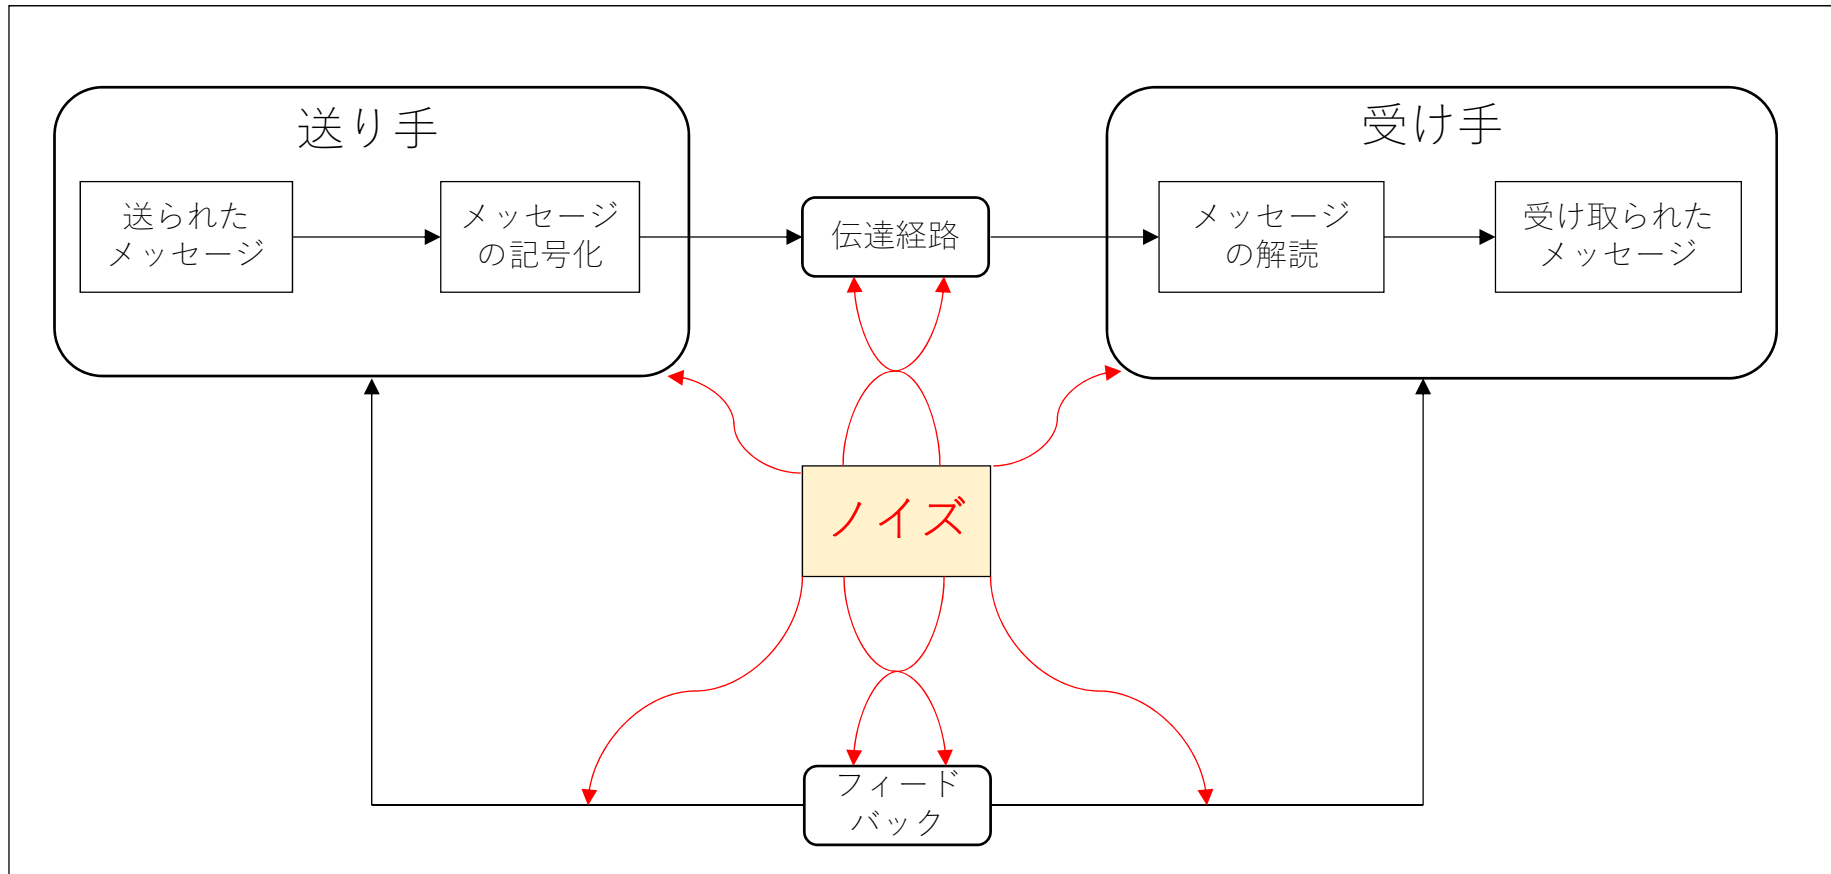 送り手
送られた
メッセージ
メッセージ
の記号化
伝達経路
受け手
メッセージ
の解読
受け取られた
メッセージ
ノイズ
フィード
バック